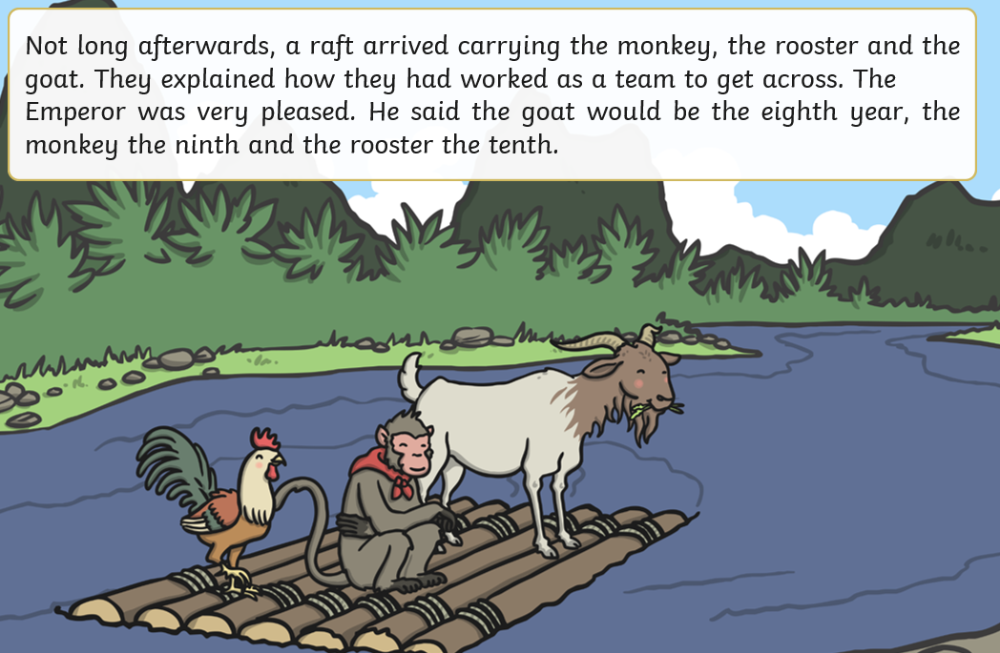 Not long afterwards, a raft arrived carrying the monkey, the rooster and the
goat. They explained how they had worked as a team to get across. The
Emperor was very pleased. He said the goat would be the eighth year, the
monkey the ninth and the rooster the tenth.